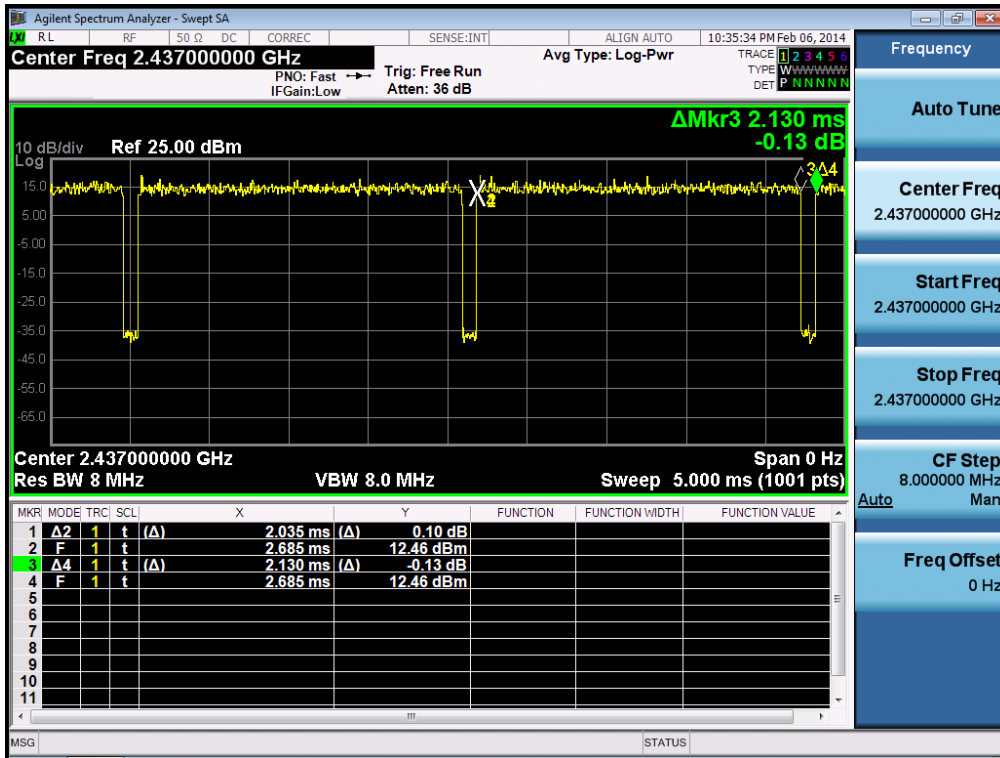 Agilent Spectrum Analyzer - Swept SA
LXI RL RF 50 Ω DC CORREC SENSE:INT ALIGN AUTO 10:35:34 PM Feb 06, 2014
Center Freq 2.437000000 GHz
PNO: Fast
IFGain:Low
Trig: Free Run
Atten: 36 dB
Avg Type: Log-Pwr
TRACE 1 2 3 4 5 6
TYPE WWWWWWW
DET P N N N N N
ΔMkr3 2.130 ms
-0.13 dB
10 dB/div Ref 25.00 dBm
Log
3Δ4
15.0
5.00
-5.00
-15.0
-25.0
-35.0
-45.0
-55.0
-65.0
Center 2.437000000 GHz Span 0 Hz
Res BW 8 MHz VBW 8.0 MHz Sweep 5.000 ms (1001 pts)
MKR MODE TRC SCL X Y FUNCTION FUNCTION WIDTH FUNCTION VALUE
1 Δ2 1 t (Δ) 2.035 ms (Δ) 0.10 dB
2 F 1 t 2.685 ms 12.46 dBm
3 Δ4 1 t (Δ) 2.130 ms (Δ) -0.13 dB
4 F 1 t 2.685 ms 12.46 dBm
5
6
7
8
9
10
11
MSG STATUS
Frequency
Auto Tune
Center Freq
2.437000000 GHz
Start Freq
2.437000000 GHz
Stop Freq
2.437000000 GHz
CF Step
8.000000 MHz
Auto Man
Freq Offset
0 Hz